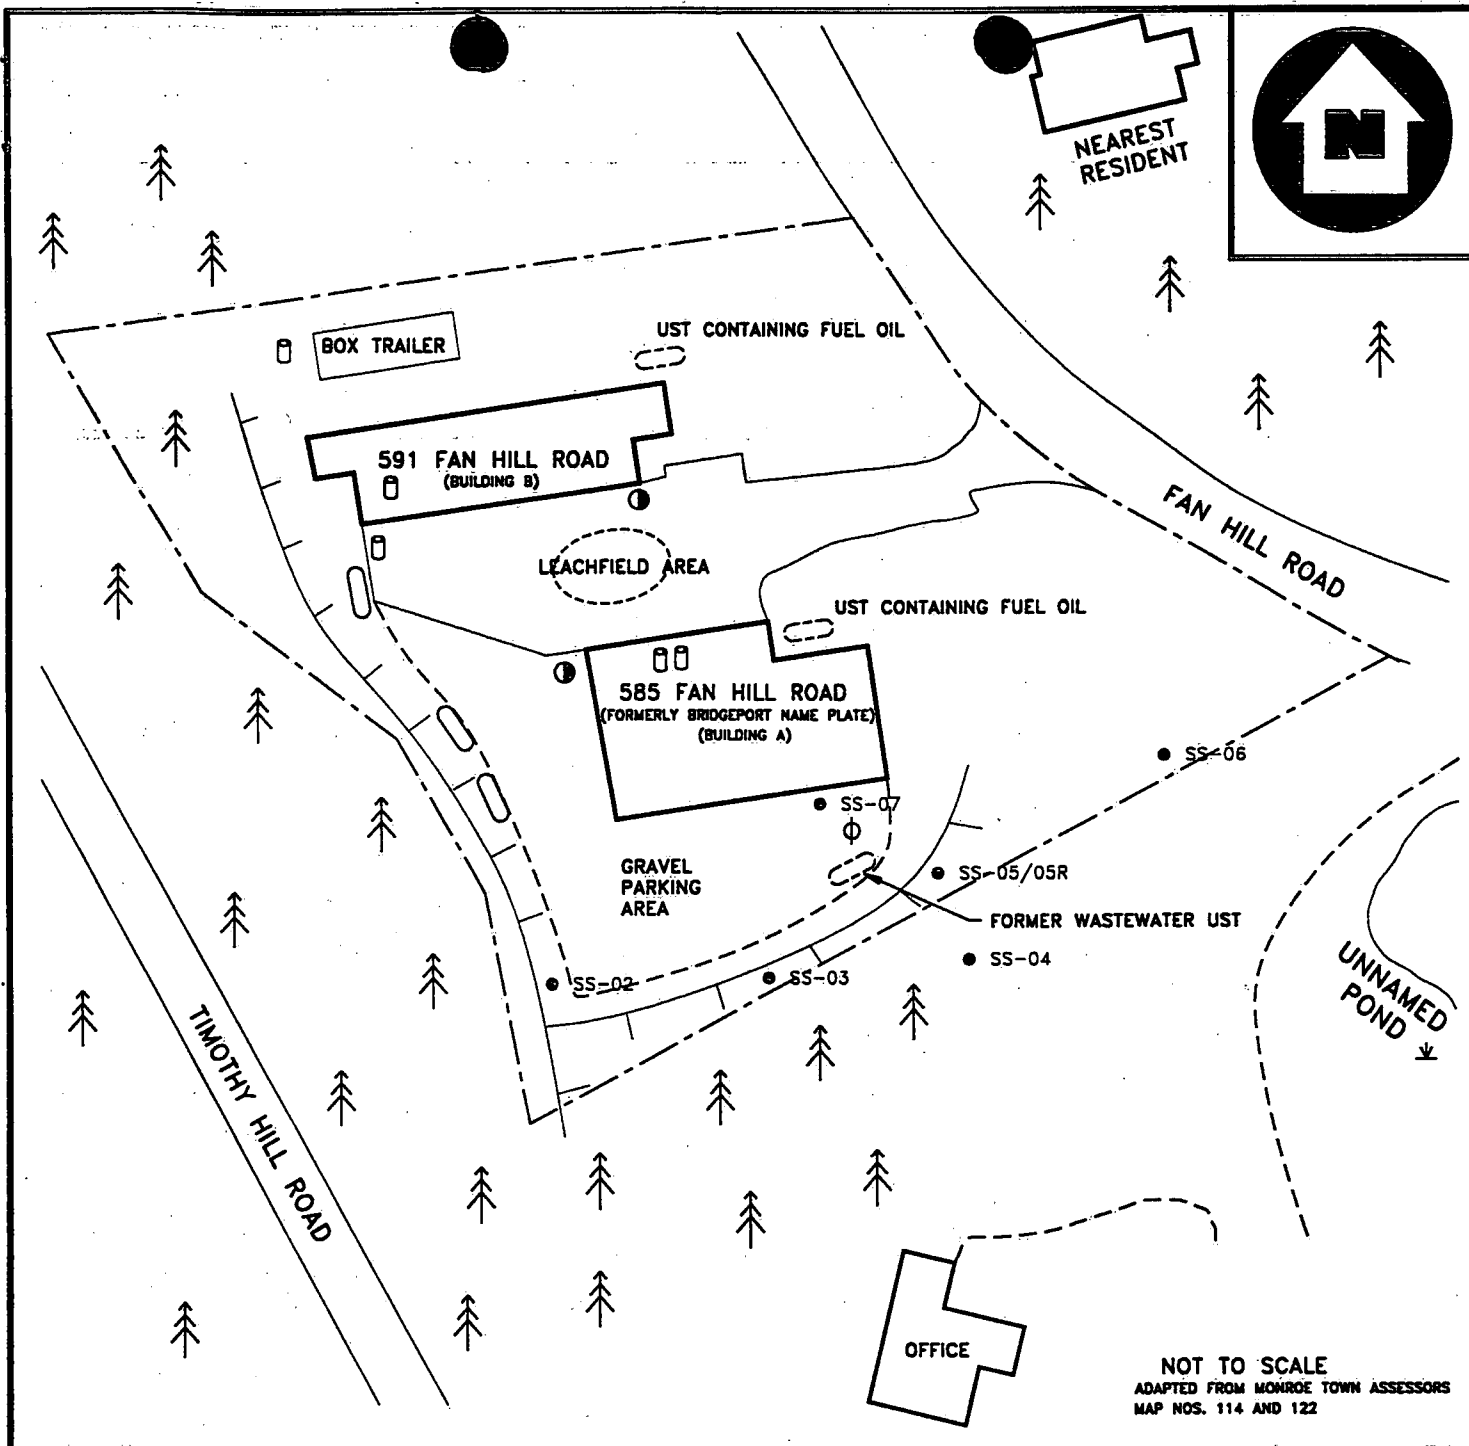 NEAREST
RESIDENT
N
UST CONTAINING FUEL OIL
BOX TRAILER
591 FAN HILL ROAD
(BUILDING B)
FAN HILL ROAD
LEACHFIELD AREA
UST CONTAINING FUEL OIL
585 FAN HILL ROAD
(FORMERLY BRIDGEPORT NAME PLATE)
(BUILDING A)
SS-06
SS-07
GRAVEL
PARKING
AREA
SS-05/05R
FORMER WASTEWATER UST
SS-04
SS-03
SS-02
UNNAMED
POND
TIMOTHY HILL ROAD
OFFICE
NOT TO SCALE
ADAPTED FROM MONROE TOWN ASSESSORS
MAP NOS. 114 AND 122